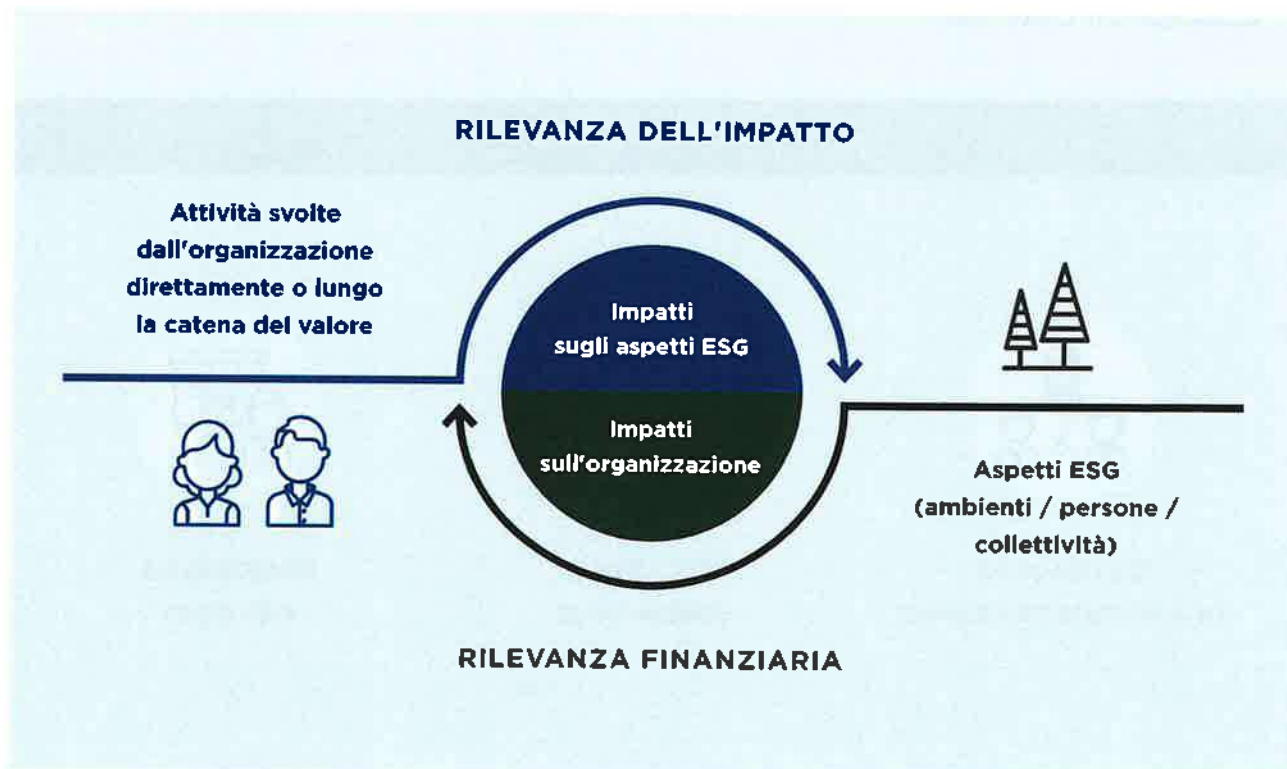 RILEVANZA DELL'IMPATTO
Attività svolte
dall'organizzazione
direttamente o lungo
la catena del valore
Impatti
sugli aspetti ESG
Impatti
sull'organizzazione
Aspetti ESG
(ambienti / persone /
collettività)
RILEVANZA FINANZIARIA